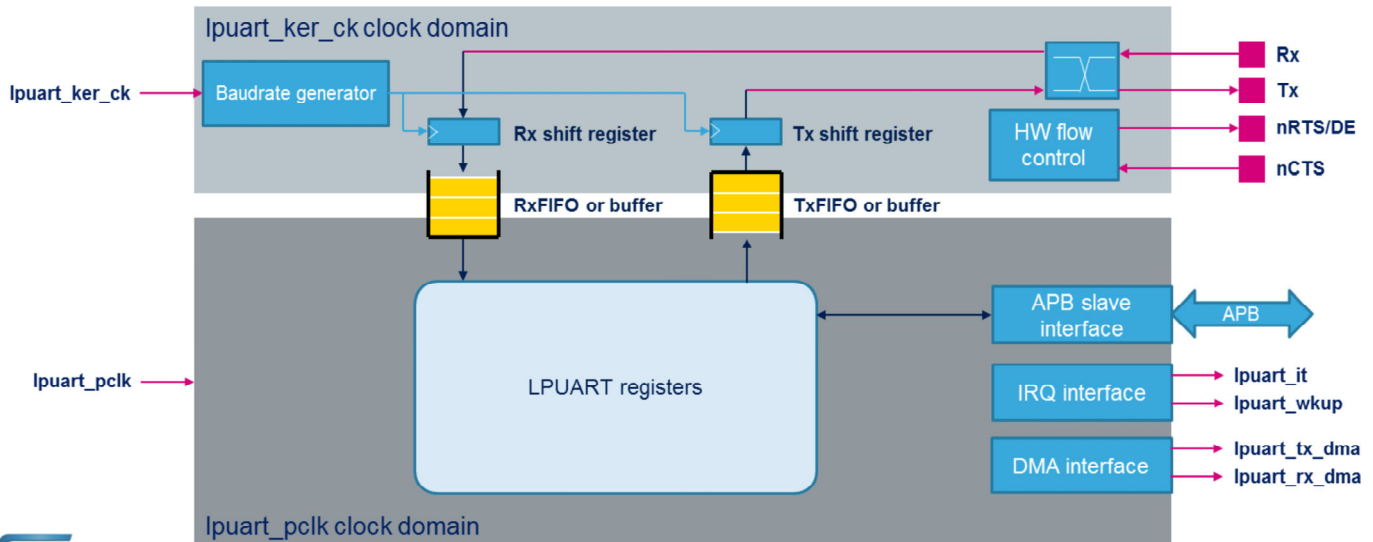 lpuart_ker_ck clock domain
lpuart_ker_ck
Baudrate generator
Rx shift register
Tx shift register
HW flow
control
Rx
Tx
nRTS/DE
nCTS
RxFIFO or buffer
TxFIFO or buffer
LPUART registers
APB slave
interface
APB
lpuart_pclk
IRQ interface
lpuart_it
lpuart_wkup
DMA interface
lpuart_tx_dma
lpuart_rx_dma
lpuart_pclk clock domain